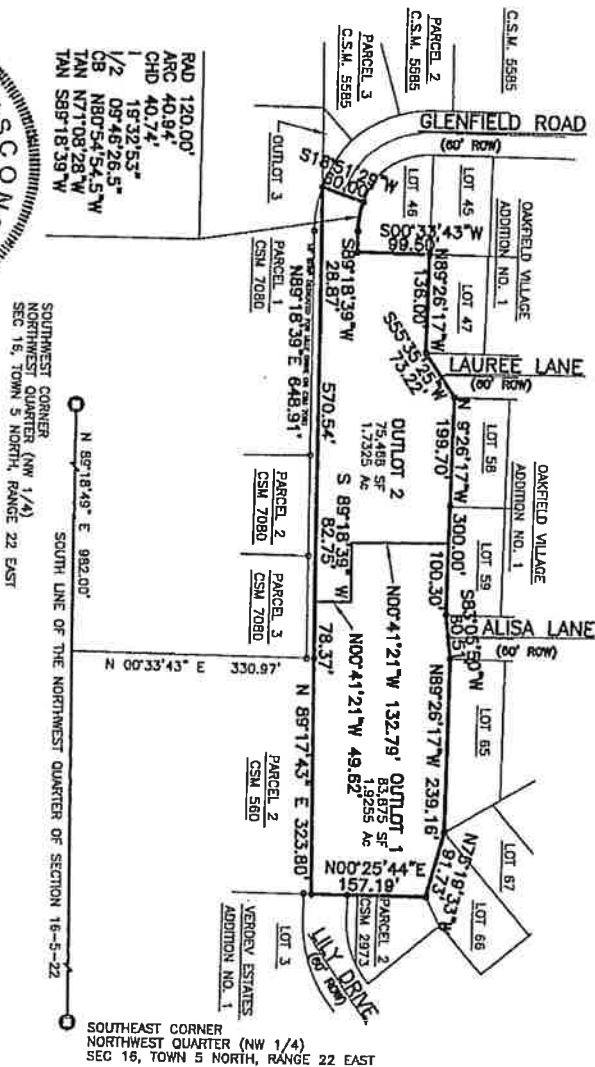 C.S.M. 5585
PARCEL 2
C.S.M. 5585
PARCEL 3
C.S.M. 5585
GLENFIELD ROAD
(60' ROW)
LOT 45
LOT 46
OAKFIELD VILLAGE
ADDITION NO. 1
LOT 47
LAUREE LANE
(60' ROW)
LOT 58
OAKFIELD VILLAGE
ADDITION NO. 1
LOT 59
ALISA LANE
(60' ROW)
LOT 65
LOT 67
LOT 66
S18°51'29"W
60.00'
S00°33'43"W
99.50'
N89°26'17"W
136.00'
S55°35'25"W
73.22'
N 9°26'17"W 300.00'
199.70'
100.30'
S83°05'50"W
N89°26'17"W 239.16'
N75°19'33"W
91.73'
S89°18'39"W
28.87'
OUTLOT 2
75,468 SF
1.7325 Ac
570.54'
S 89°18'39" W
82.75'
N00°41'21"W 132.79'
N00°41'21"W 49.62'
78.37'
OUTLOT 1
83,875 SF
1.9255 Ac
N00°25'44"E
157.19'
PARCEL 2
CSM 2973
LILY DRIVE
(60' ROW)
LOT 3
VERDEV ESTATES
ADDITION NO. 1
OUTLOT 3
PARCEL 1
CSM 7080
N89°18'39"E 648.91'
PARCEL 2
CSM 7080
PARCEL 3
CSM 7080
N 89°17'43" E 323.80'
PARCEL 2
CSM 560
N 00°33'43" E 330.97'
RAD 120.00'
ARC 40.94'
CHD 40.74'
I 19°32'53"
1/2 09°46'26.5"
CB N80°54'54.5"W
TAN N71°08'28"W
TAN S89°18'39"W
N 89°18'49" E 982.00'
SOUTH LINE OF THE NORTHWEST QUARTER OF SECTION 16-5-22
SOUTHWEST CORNER
NORTHWEST QUARTER (NW 1/4)
SEC 16, TOWN 5 NORTH, RANGE 22 EAST
SOUTHEAST CORNER
NORTHWEST QUARTER (NW 1/4)
SEC 16, TOWN 5 NORTH, RANGE 22 EAST